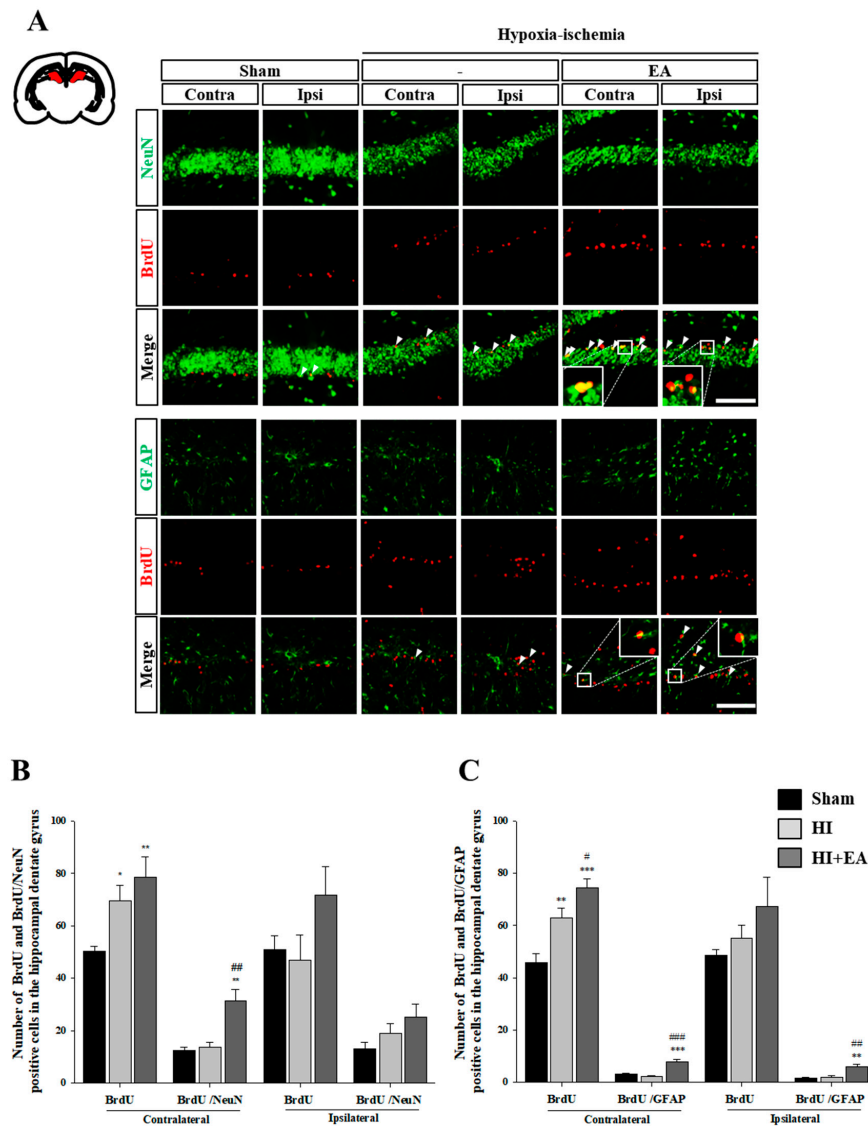 A
Hypoxia-ischemia
Sham - EA
Contra Ipsi Contra Ipsi Contra Ipsi
NeuN
BrdU
Merge
GFAP
BrdU
Merge
B
Number of BrdU and BrdU/NeuN
positive cells in the hippocampal dentate gyrus
100
80
60
40
20
0
*
**
##
**
BrdU BrdU /NeuN BrdU BrdU /NeuN
Contralateral Ipsilateral
C
Sham
HI
HI+EA
Number of BrdU and BrdU/GFAP
positive cells in the hippocampal dentate gyrus
100
80
60
40
20
0
**
#
***
###
***
##
**
BrdU BrdU /GFAP BrdU BrdU /GFAP
Contralateral Ipsilateral